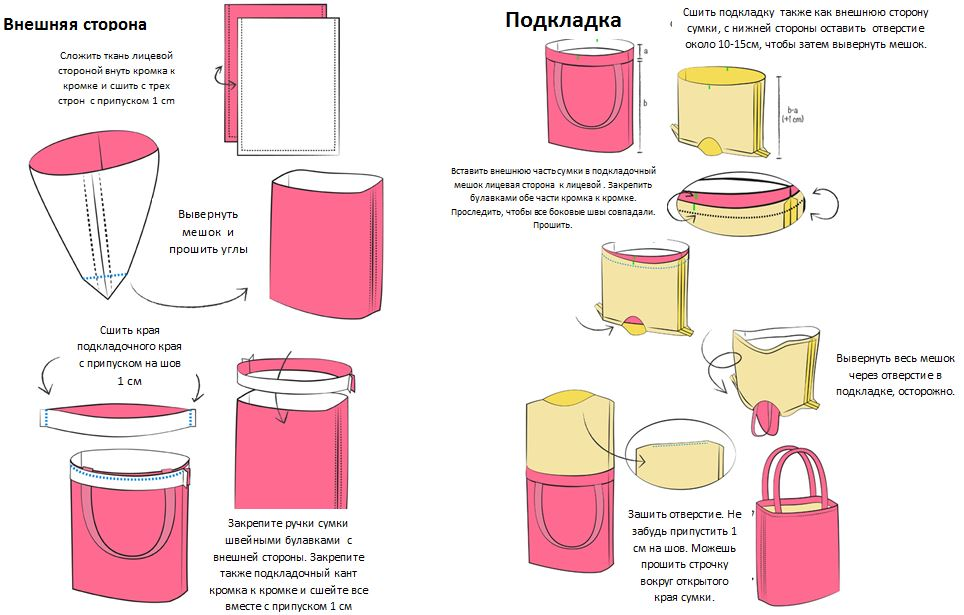 Внешняя сторона
Сложить ткань лицевой
стороной внуть кромка к
кромке и сшить с трех
строн с припуском 1 cm
Вывернуть
мешок и
прошить углы
Сшить края
подкладочного края
с припуском на шов
1 см
Закрепите ручки сумки
швейными булавками с
внешней стороны. Закрепите
также подкладочный кант
кромка к кромке и сшейте все
вместе с припуском 1 см
Подкладка
Сшить подкладку также как внешнюю сторону
сумки, с нижней стороны оставить отверстие
около 10-15см, чтобы затем вывернуть мешок.
a
b
b-a
(+1cm)
Вставить внешнюю часть сумки в подкладочный
мешок лицевая сторона к лицевой . Закрепить
булавками обе части кромка к кромке.
Проследить, чтобы все боковые швы совпадали.
Прошить.
Вывернуть весь мешок
через отверстие в
подкладке, осторожно.
Зашить отверстие. Не
забудь припустить 1
см на шов. Можешь
прошить строчку
вокруг открытого
края сумки.